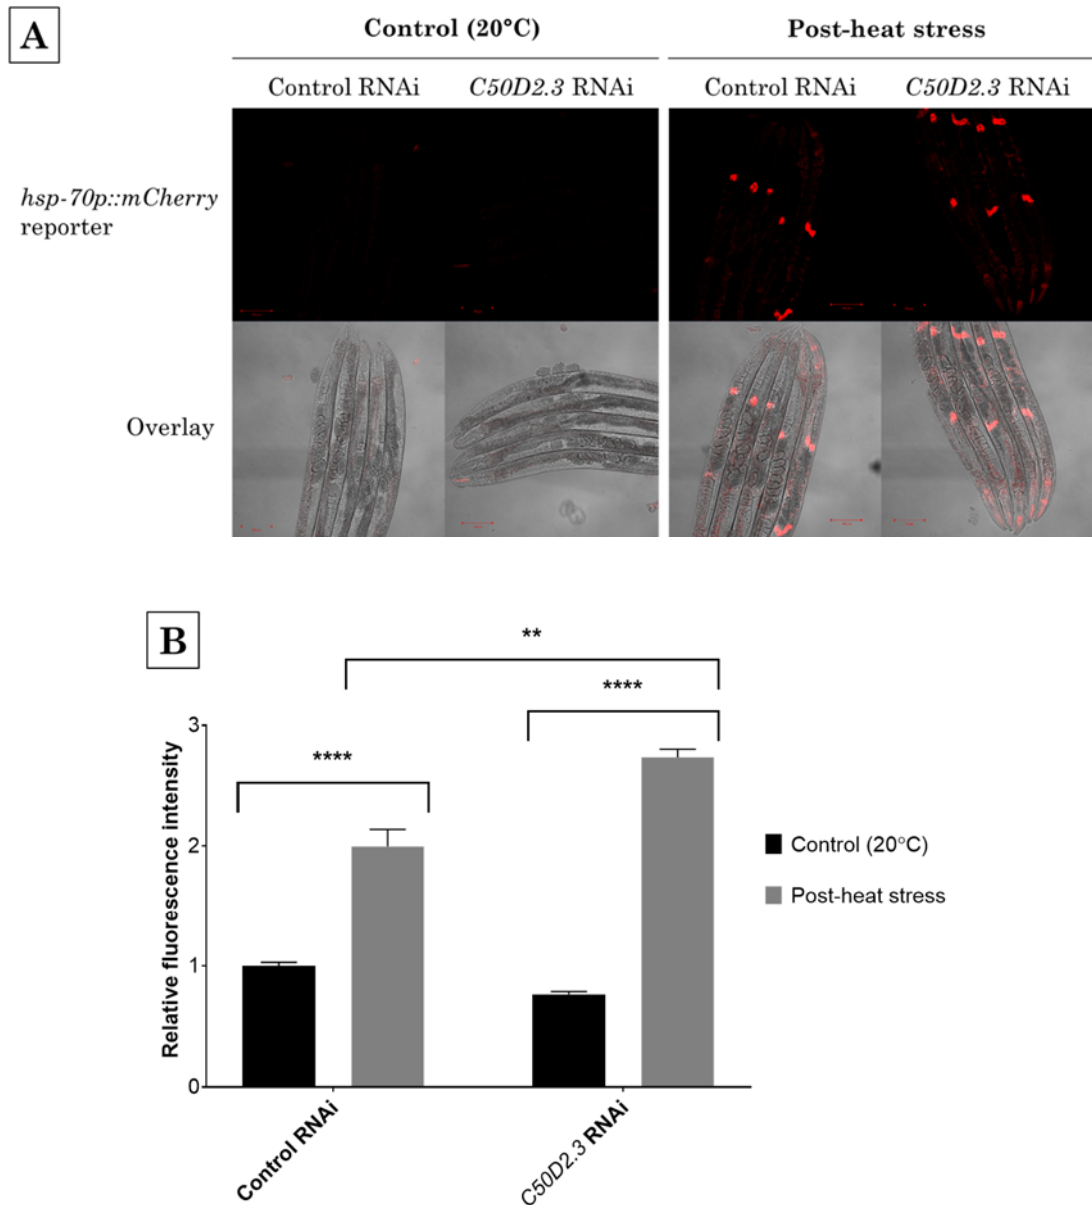 A
Control (20°C)
Post-heat stress
Control RNAi
C50D2.3 RNAi
Control RNAi
C50D2.3 RNAi
hsp-70p::mCherry
reporter
Overlay
B
**
****
****
Relative fluorescence intensity
3
2
1
0
Control (20°C)
Post-heat stress
Control RNAi
C50D2.3 RNAi